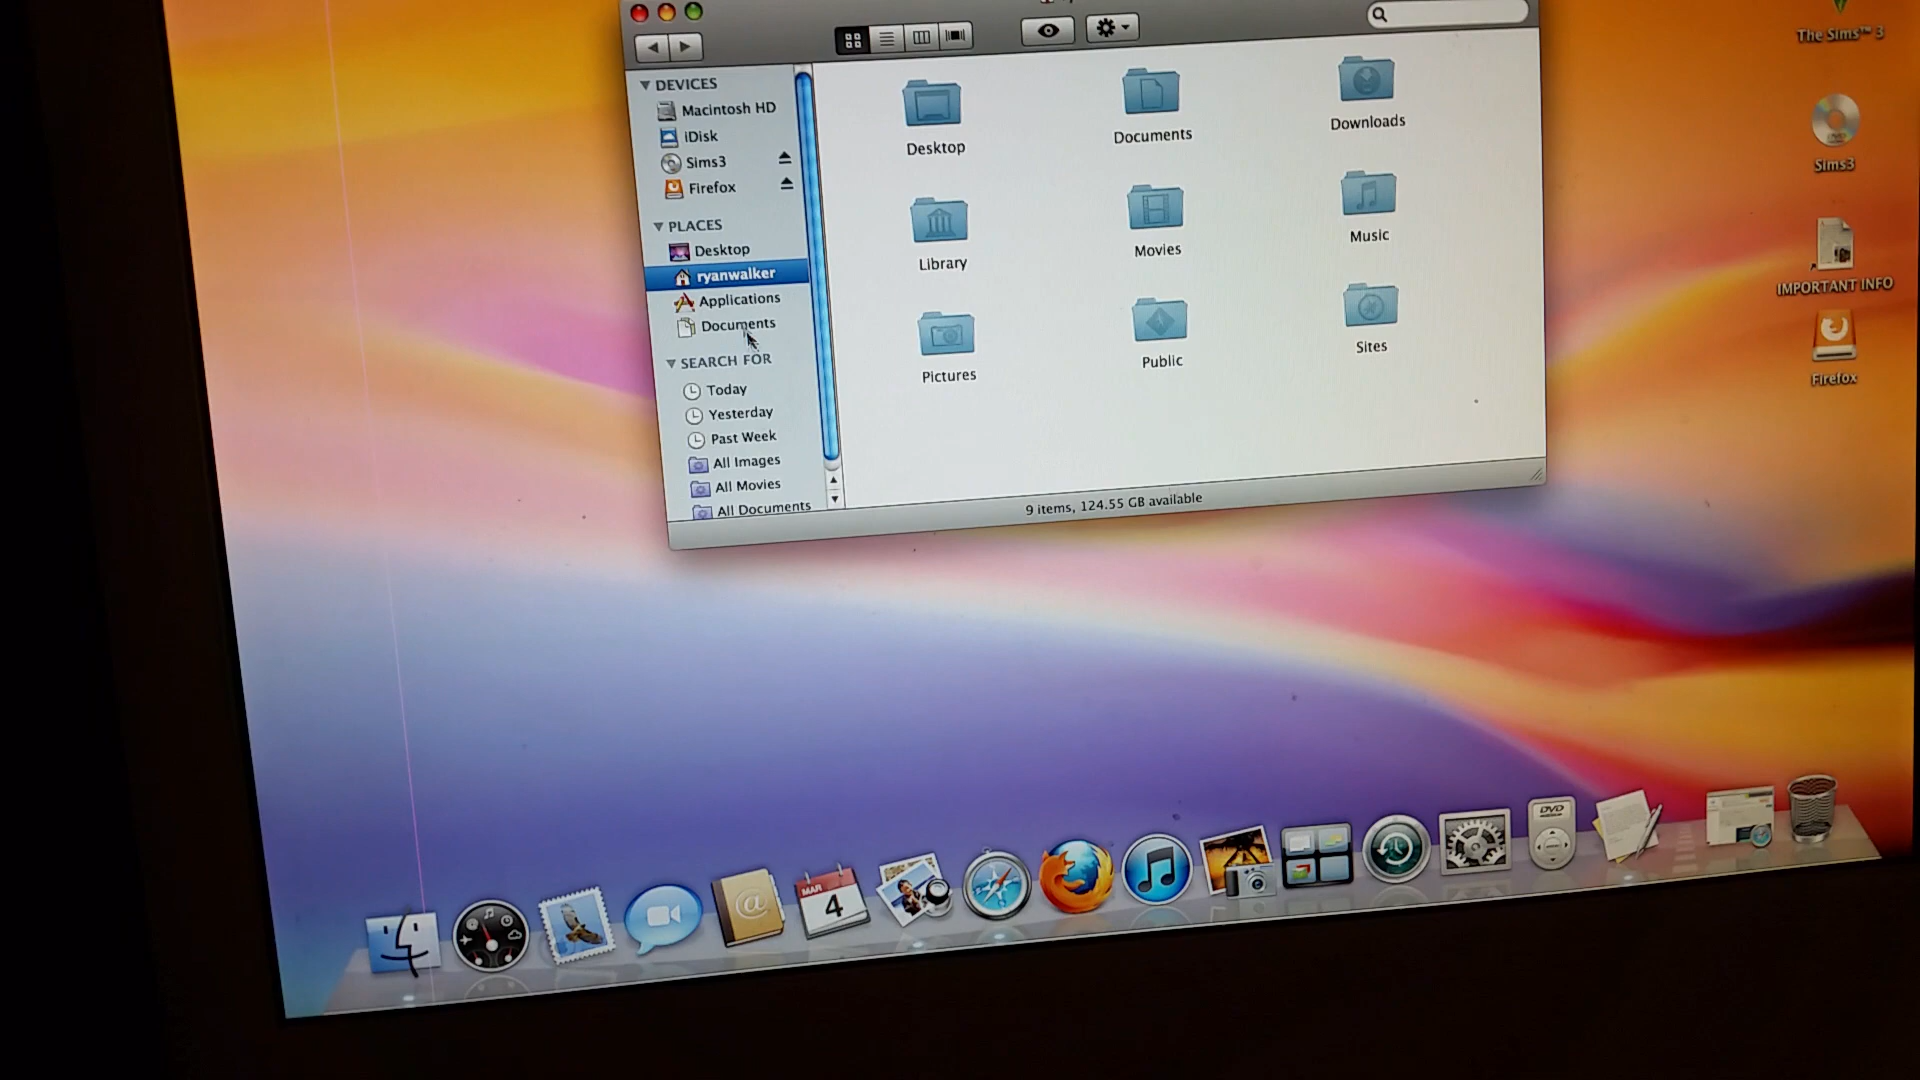 DEVICES
Macintosh HD
iDisk
Sims3
Firefox
PLACES
Desktop
ryanwalker
Applications
Documents
SEARCH FOR
Today
Yesterday
Past Week
All Images
All Movies
All Documents
Desktop
Documents
Downloads
Library
Movies
Music
Pictures
Public
Sites
9 items, 124.55 GB available
The Sims™ 3
Sims3
IMPORTANT INFO
Firefox
MAR
4
DVD